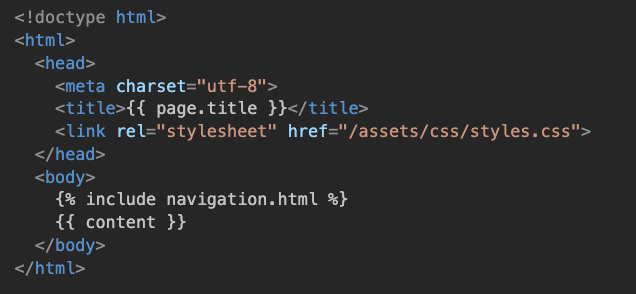 <!doctype html>
<html>
  <head>
    <meta charset="utf-8">
    <title>{{ page.title }}</title>
    <link rel="stylesheet" href="/assets/css/styles.css">
  </head>
  <body>
    {% include navigation.html %}
    {{ content }}
  </body>
</html>